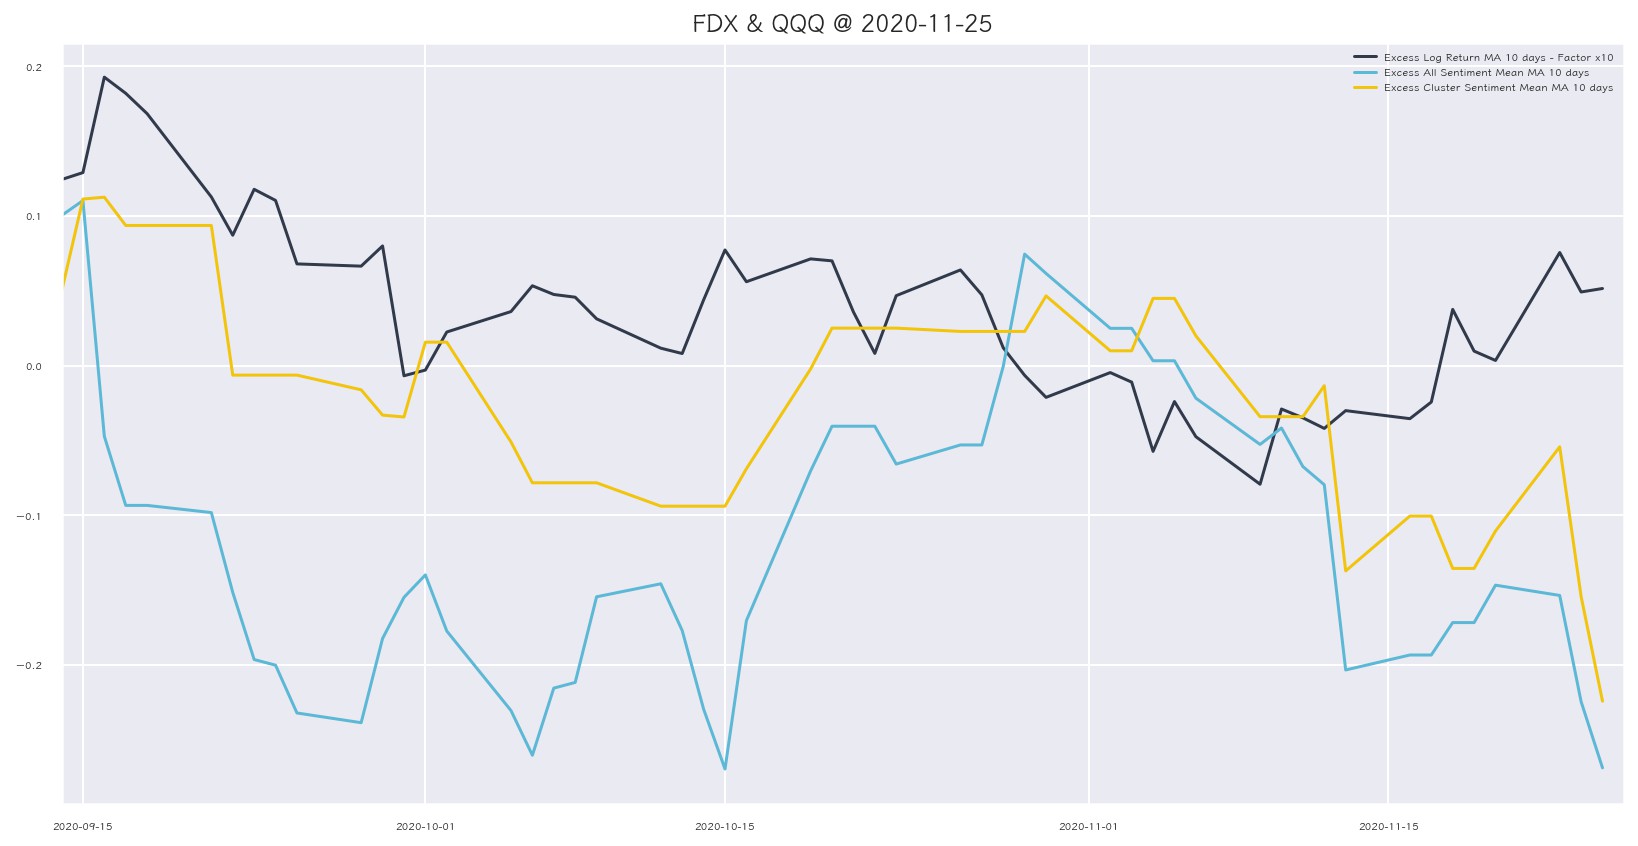 FDX & QQQ @ 2020-11-25
Excess Log Return MA 10 days - Factor x10
Excess All Sentiment Mean MA 10 days
Excess Cluster Sentiment Mean MA 10 days
0.2
0.1
0.0
−0.1
−0.2
2020-09-15
2020-10-01
2020-10-15
2020-11-01
2020-11-15